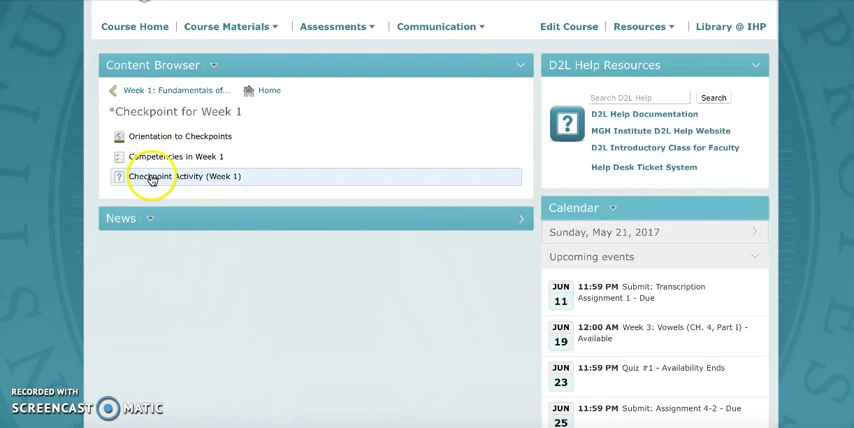 Course Home Course Materials Assessments Communication Edit Course Resources Library @ IHP
Content Browser
Week 1: Fundamentals of... Home
*Checkpoint for Week 1
Orientation to Checkpoints
Competencies in Week 1
Checkpoint Activity (Week 1)
News
D2L Help Resources
Search D2L Help Search
?
D2L Help Documentation
MGH Institute D2L Help Website
D2L Introductory Class for Faculty
Help Desk Ticket System
Calendar
Sunday, May 21, 2017
Upcoming events
JUN 11 11:59 PM Submit: Transcription
Assignment 1 - Due
JUN 19 12:00 AM Week 3: Vowels (CH. 4, Part I) -
Available
JUN 23 11:59 PM Quiz #1 - Availability Ends
JUN 25 11:59 PM Submit: Assignment 4-2 - Due
RECORDED WITH
SCREENCAST MATIC